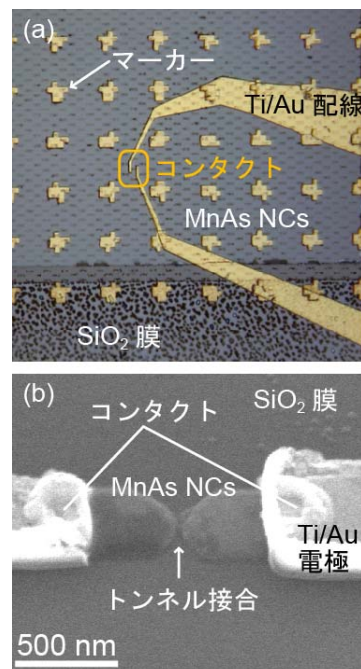 (a)
マーカー
Ti/Au 配線
コンタクト
MnAs NCs
SiO₂ 膜
(b)
SiO₂ 膜
コンタクト
MnAs NCs
Ti/Au
電極
トンネル接合
500 nm